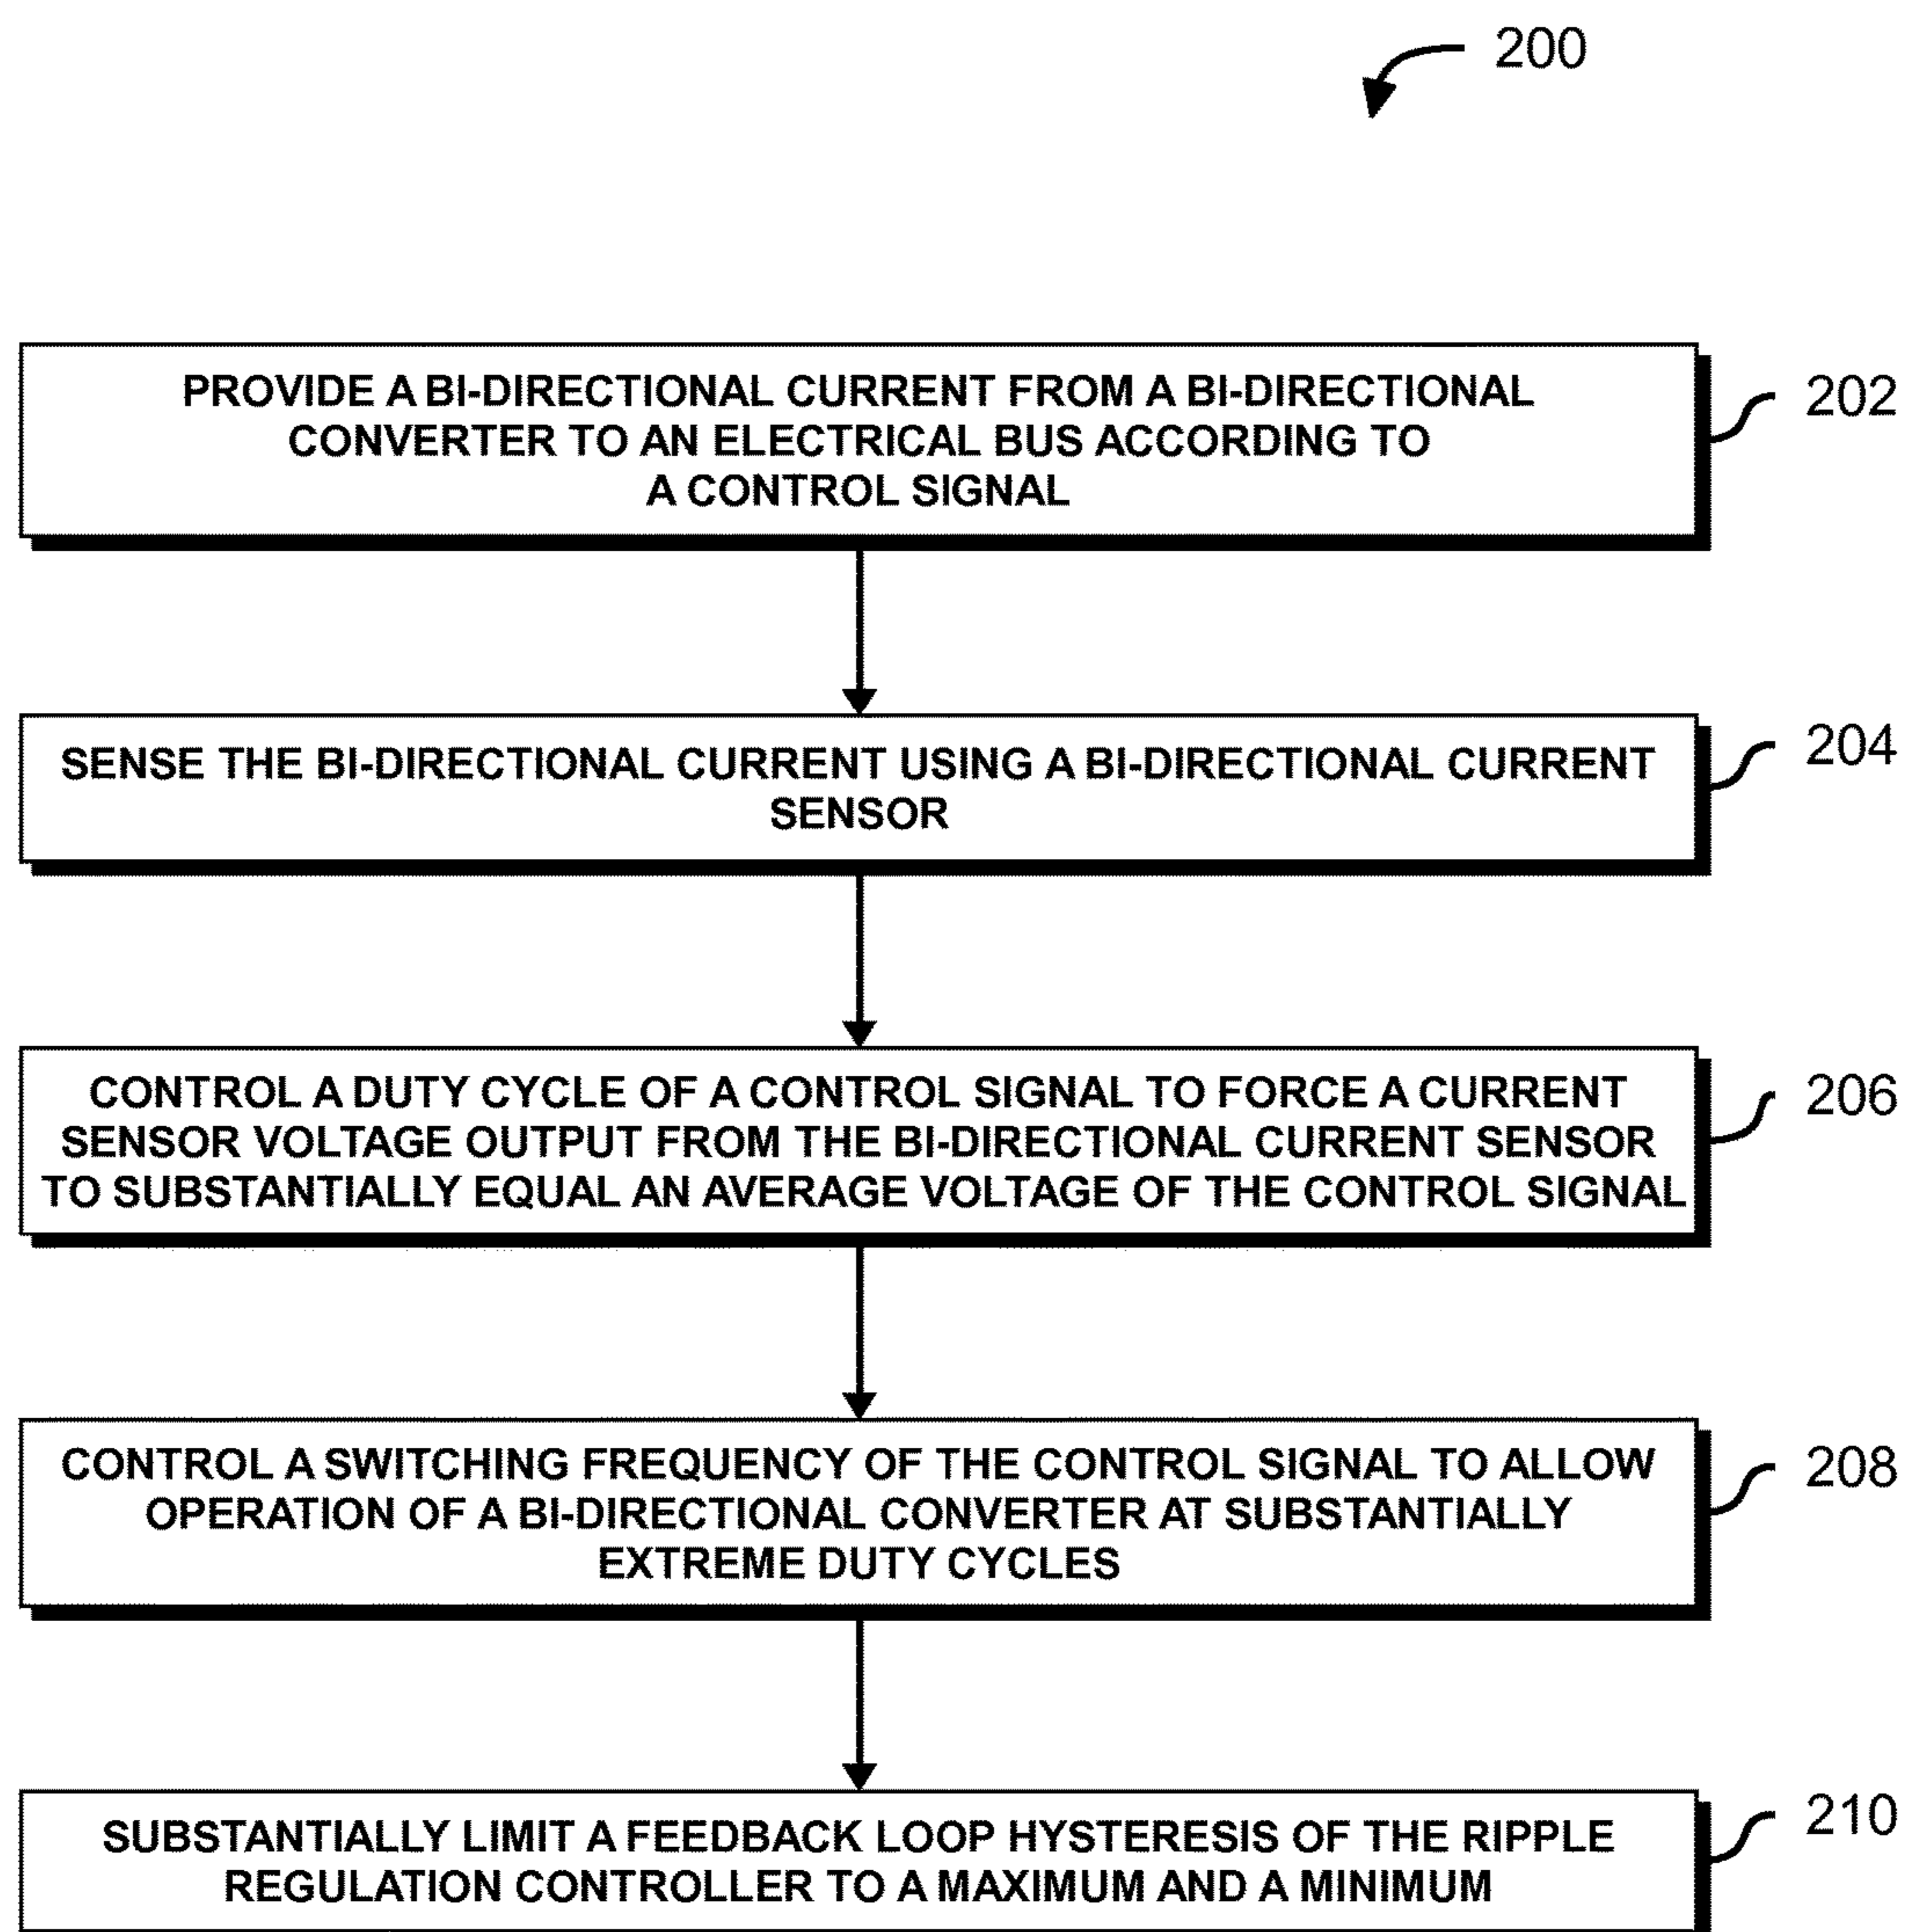 200
PROVIDE A BI-DIRECTIONAL CURRENT FROM A BI-DIRECTIONAL
CONVERTER TO AN ELECTRICAL BUS ACCORDING TO
A CONTROL SIGNAL
202
SENSE THE BI-DIRECTIONAL CURRENT USING A BI-DIRECTIONAL CURRENT
SENSOR
204
CONTROL A DUTY CYCLE OF A CONTROL SIGNAL TO FORCE A CURRENT
SENSOR VOLTAGE OUTPUT FROM THE BI-DIRECTIONAL CURRENT SENSOR
TO SUBSTANTIALLY EQUAL AN AVERAGE VOLTAGE OF THE CONTROL SIGNAL
206
CONTROL A SWITCHING FREQUENCY OF THE CONTROL SIGNAL TO ALLOW
OPERATION OF A BI-DIRECTIONAL CONVERTER AT SUBSTANTIALLY
EXTREME DUTY CYCLES
208
SUBSTANTIALLY LIMIT A FEEDBACK LOOP HYSTERESIS OF THE RIPPLE
REGULATION CONTROLLER TO A MAXIMUM AND A MINIMUM
210